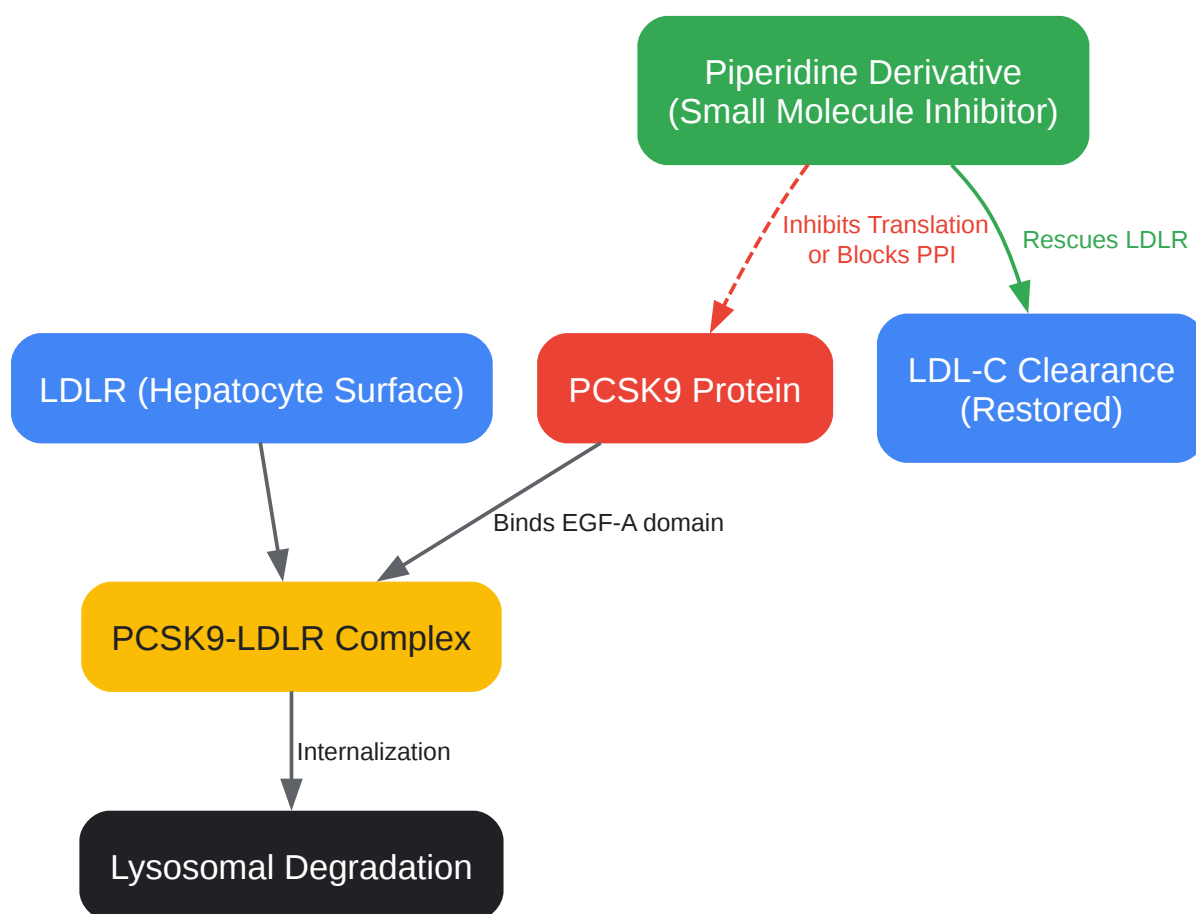 Piperidine Derivative
(Small Molecule Inhibitor)
Inhibits Translation
or Blocks PPI
Rescues LDLR
LDLR (Hepatocyte Surface)
PCSK9 Protein
LDL-C Clearance
(Restored)
Binds EGF-A domain
PCSK9-LDLR Complex
Internalization
Lysosomal Degradation